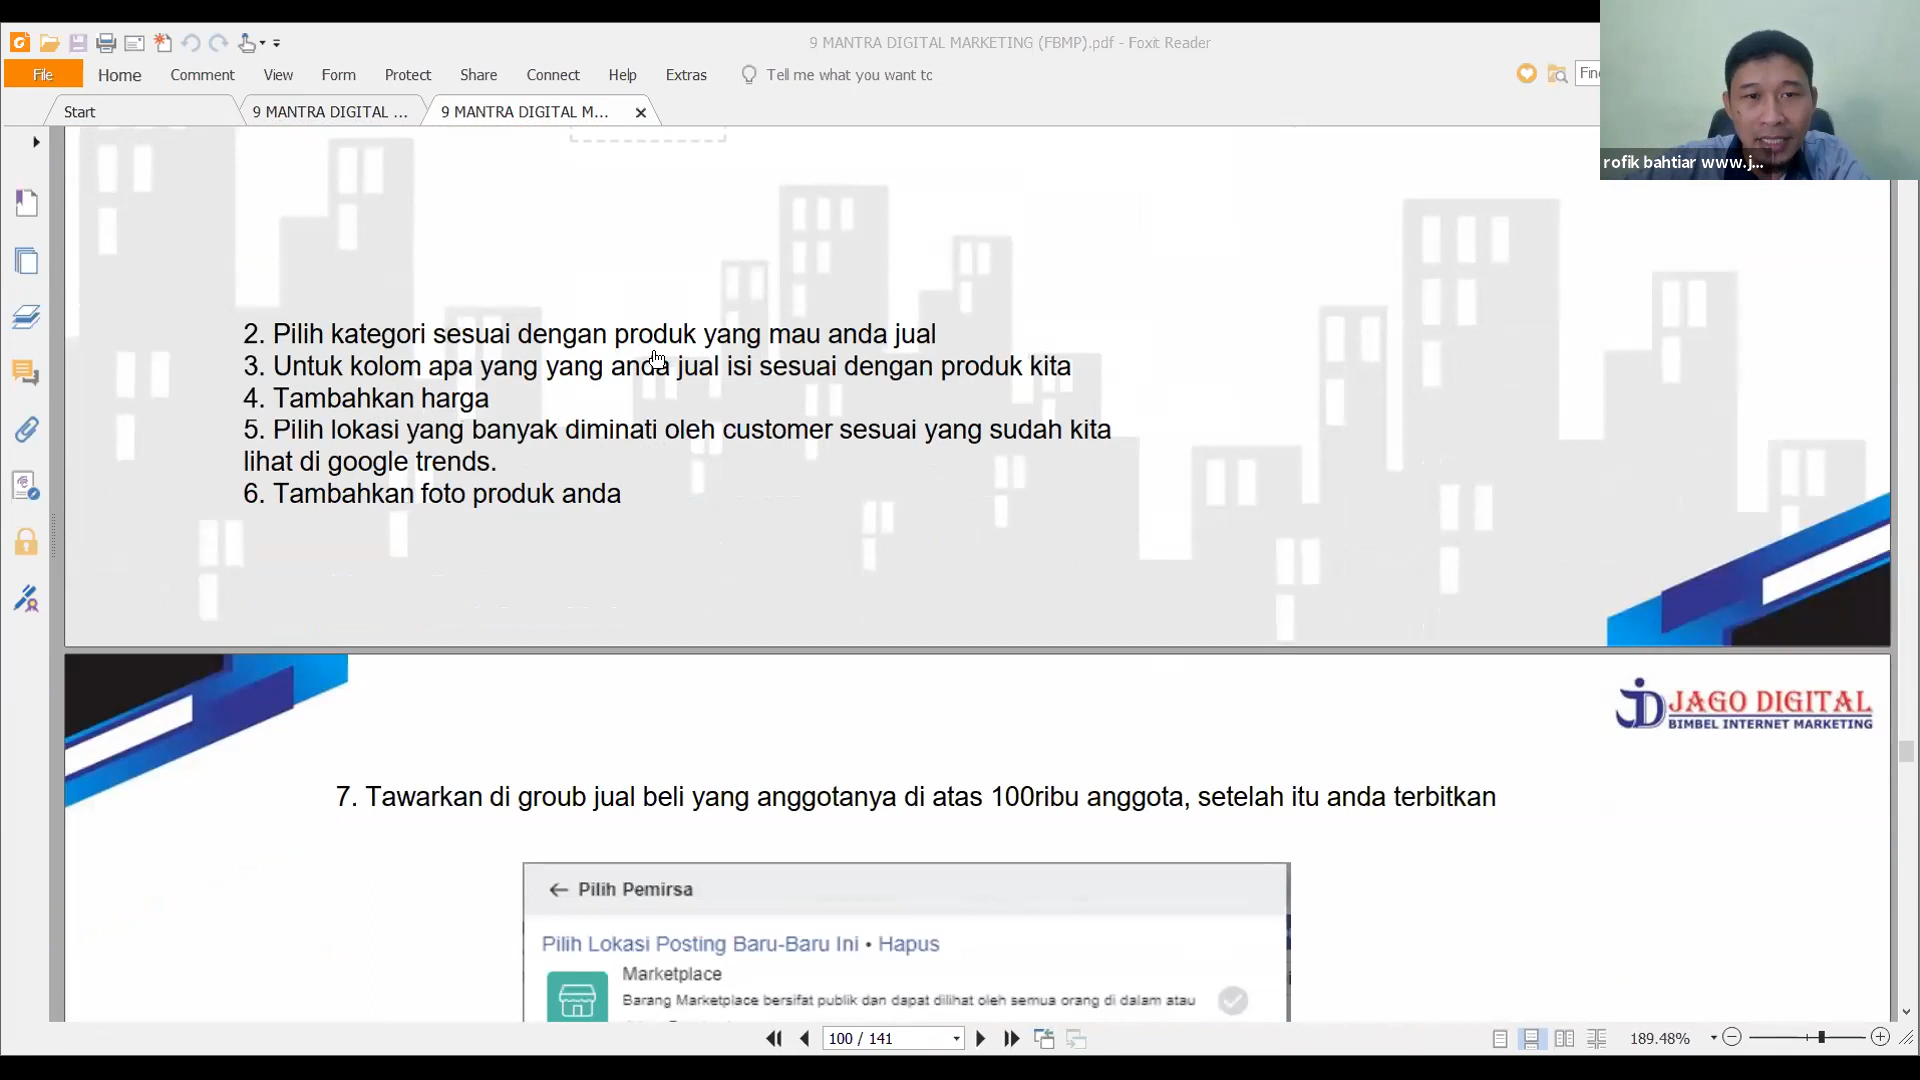 9 MANTRA DIGITAL MARKETING (FBMP).pdf - Foxit Reader
File Home Comment View Form Protect Share Connect Help Extras Tell me what you want to
Start 9 MANTRA DIGITAL ... 9 MANTRA DIGITAL M...
rofik bahtiar www.j...
2. Pilih kategori sesuai dengan produk yang mau anda jual
3. Untuk kolom apa yang yang anda jual isi sesuai dengan produk kita
4. Tambahkan harga
5. Pilih lokasi yang banyak diminati oleh customer sesuai yang sudah kita
lihat di google trends.
6. Tambahkan foto produk anda
JD JAGO DIGITAL
BIMBEL INTERNET MARKETING
7. Tawarkan di groub jual beli yang anggotanya di atas 100ribu anggota, setelah itu anda terbitkan
Pilih Pemirsa
Pilih Lokasi Posting Baru-Baru Ini • Hapus
Marketplace
Barang Marketplace bersifat publik dan dapat dilihat oleh semua orang di dalam atau
100 / 141
189.48%